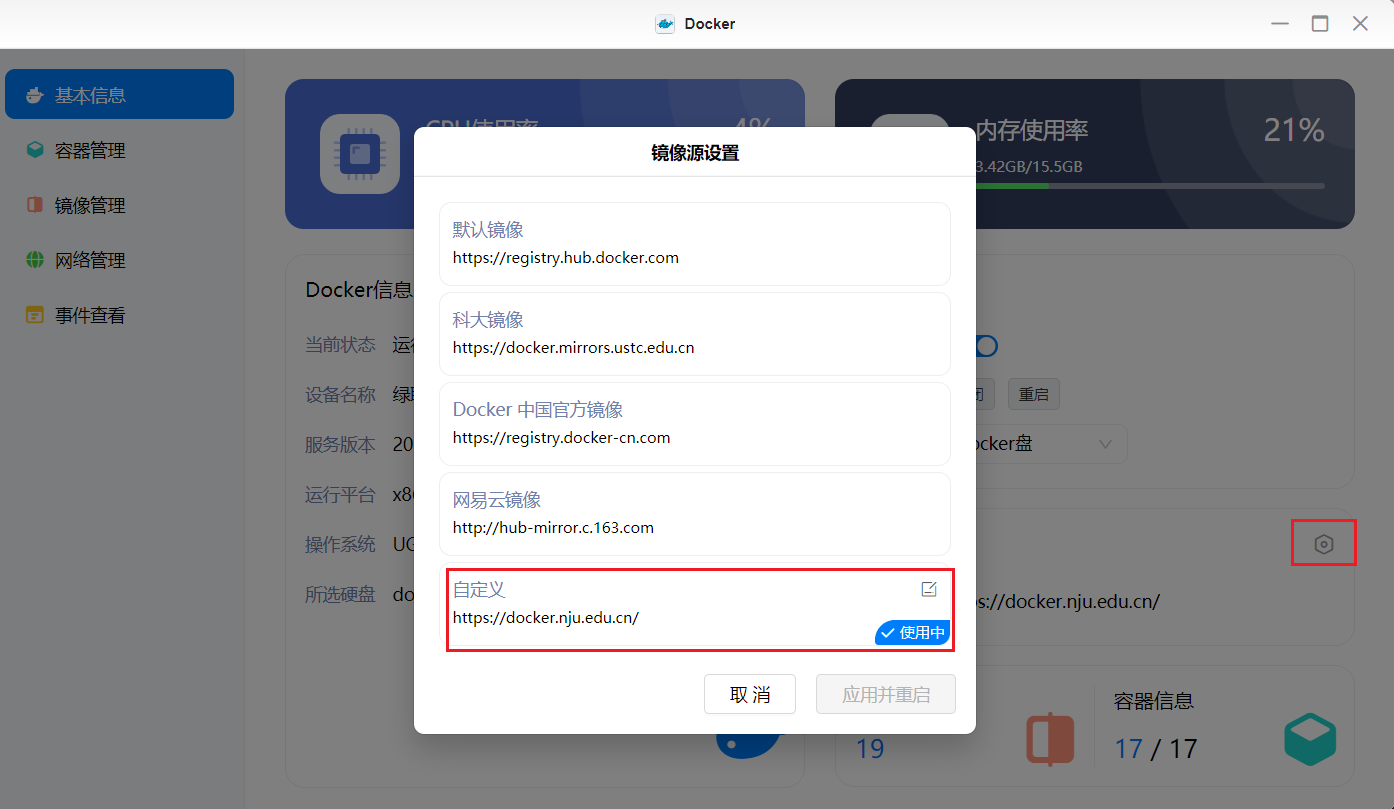 Docker
基本信息
容器管理
镜像管理
网络管理
事件查看
CPU使用率
4%
内存使用率
21%
3.42GB/15.5GB
镜像源设置
默认镜像
https://registry.hub.docker.com
科大镜像
https://docker.mirrors.ustc.edu.cn
Docker 中国官方镜像
https://registry.docker-cn.com
网易云镜像
http://hub-mirror.c.163.com
自定义
https://docker.nju.edu.cn/
使用中
取 消
应用并重启
Docker信息
当前状态
设备名称
服务版本 20
运行平台 x8
操作系统 UG
所选硬盘 do
重启
ocker盘
s://docker.nju.edu.cn/
19
容器信息
17 / 17